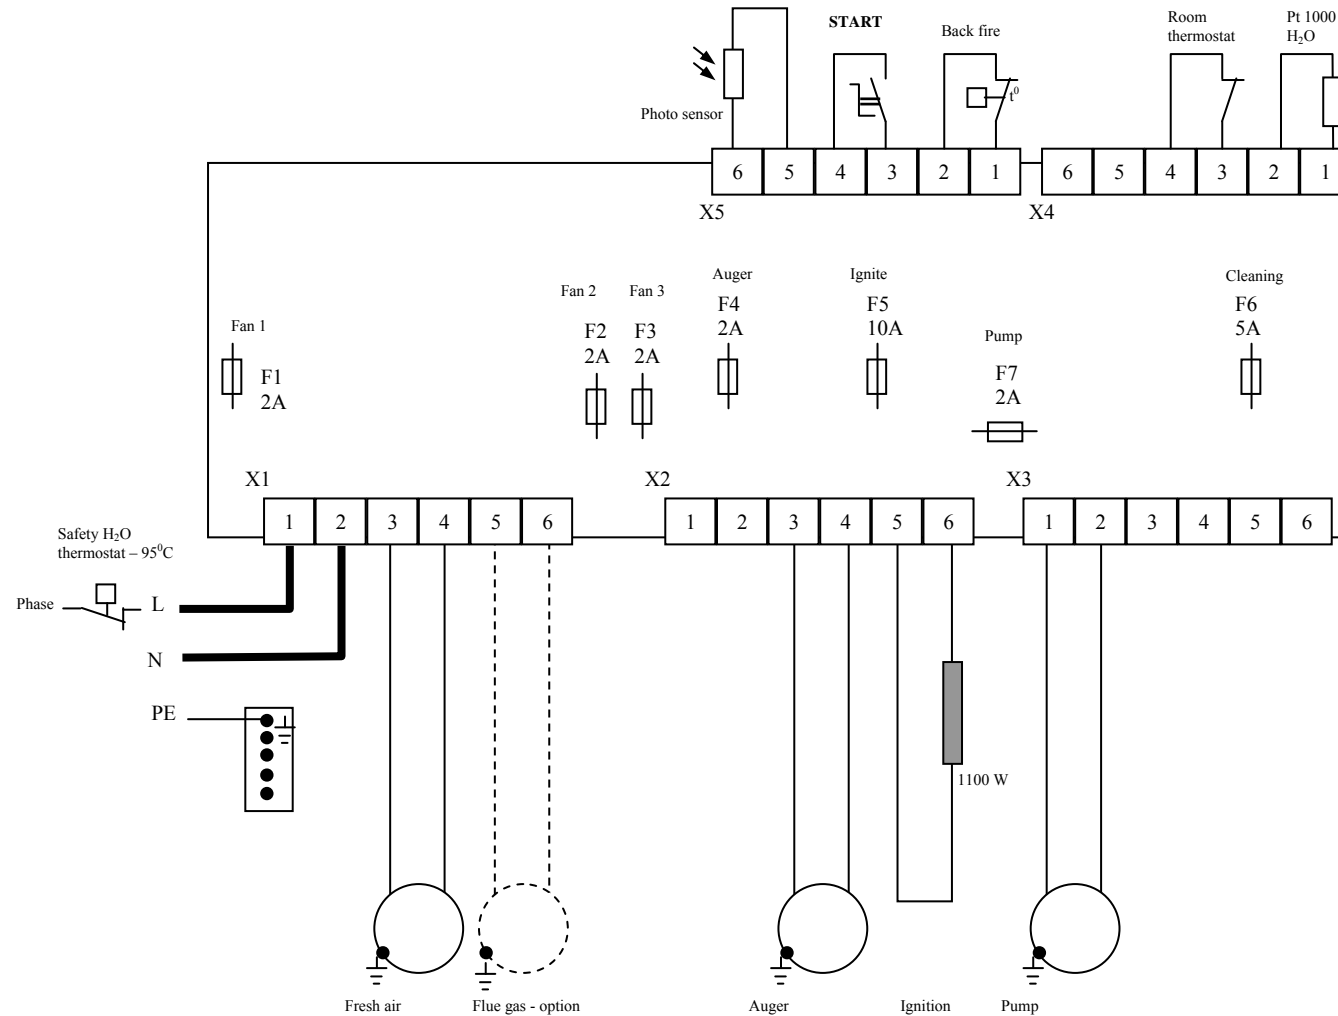 START
Back fire
Room
thermostat
Pt 1000
H₂O
t⁰
Photo sensor
6 5 4 3 2 1
6 5 4 3 2 1
X5
X4
Auger
Ignite
Cleaning
Fan 2
Fan 3
F4
2A
F5
10A
F6
5A
Fan 1
F2
2A
F3
2A
Pump
F7
2A
F1
2A
X1
X2
X3
1 2 3 4 5 6
1 2 3 4 5 6
1 2 3 4 5 6
Safety H₂O
thermostat – 95⁰C
Phase
L
N
PE
1100 W
Fresh air
Flue gas - option
Auger
Ignition
Pump